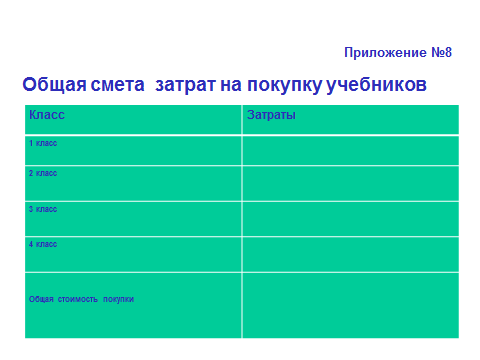 Приложение №8
Общая смета затрат на покупку учебников
Класс Затраты
1 класс
2 класс
3 класс
4 класс
Общая стоимость покупки